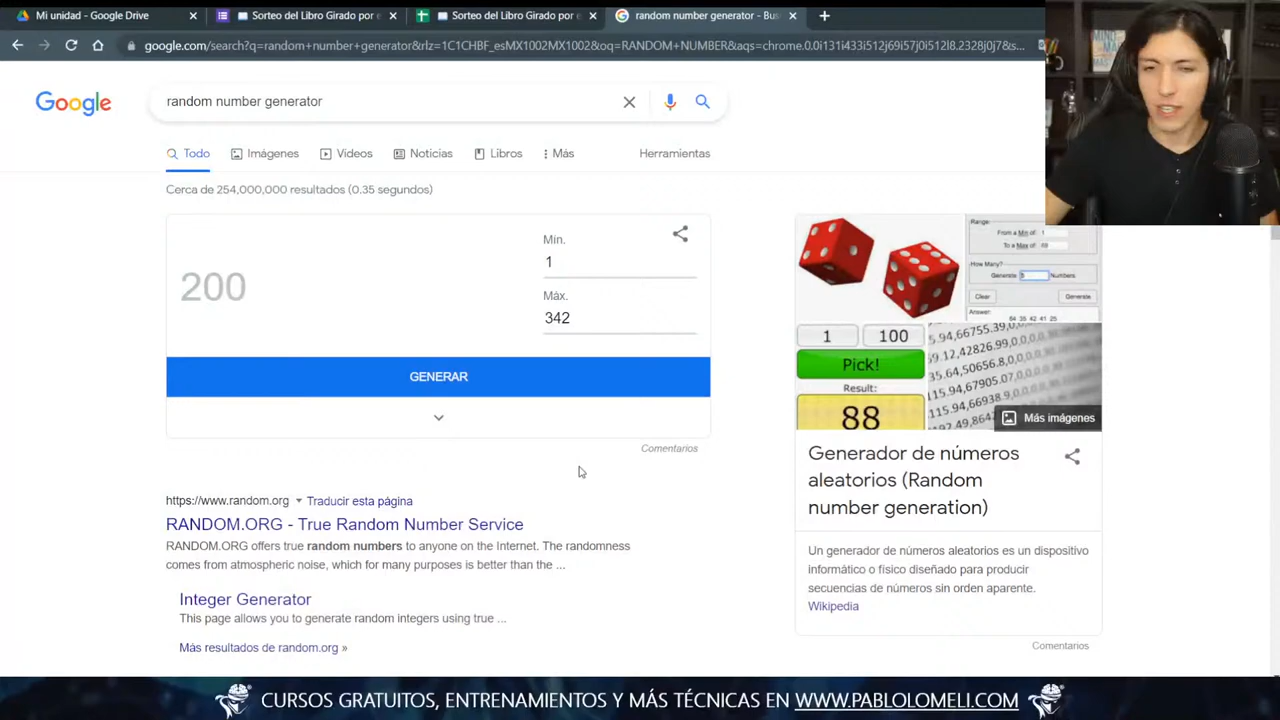 Mi unidad - Google Drive
Sorteo del Libro Girado por e
Sorteo del Libro Girado por e
random number generator - Bus
google.com/search?q=random+number+generator&rlz=1C1CHBF_esMX1002MX1002&oq=RANDOM+NUMBER&aqs=chrome.0.0i131i433i512j69i57j0i512l8.2328j0j7&s...
Google
random number generator
Todo
Imágenes
Videos
Noticias
Libros
Más
Herramientas
Cerca de 254,000,000 resultados (0.35 segundos)
200
Min.
1
Máx.
342
GENERAR
Comentarios
https://www.random.org
Traducir esta página
RANDOM.ORG - True Random Number Service
RANDOM.ORG offers true random numbers to anyone on the Internet. The randomness
comes from atmospheric noise, which for many purposes is better than the ...
Integer Generator
This page allows you to generate random integers using true ...
Más resultados de random.org »
Range:
From a Min of: 1
To a Max of:
How Many?
Generate 5 Numbers
Clear
Generate
Answer:
64 35 42 41 25
1
100
Pick!
Result:
88
Más imágenes
Generador de números
aleatorios (Random
number generation)
Un generador de números aleatorios es un dispositivo
informático o físico diseñado para producir
secuencias de números sin orden aparente.
Wikipedia
Comentarios
CURSOS GRATUITOS, ENTRENAMIENTOS Y MÁS TÉCNICAS EN WWW.PABLOLOMELI.COM